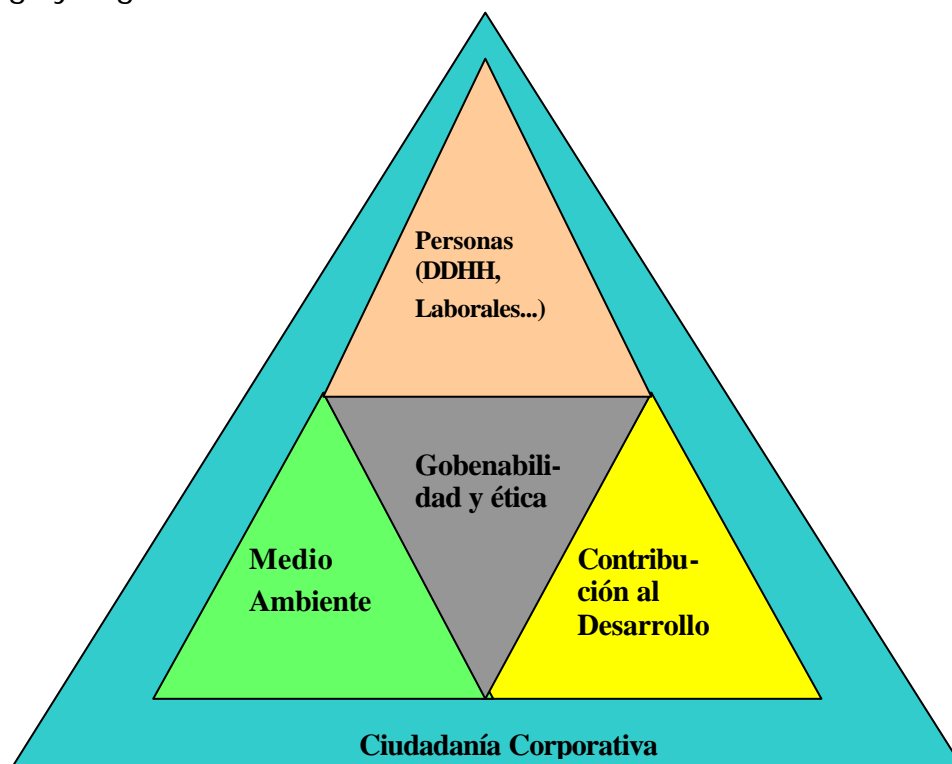 Personas
(DDHH,
Laborales...)
Gobenabili-
dad y ética
Medio
Ambiente
Contribu-
ción al
Desarrollo
Ciudadanía Corporativa